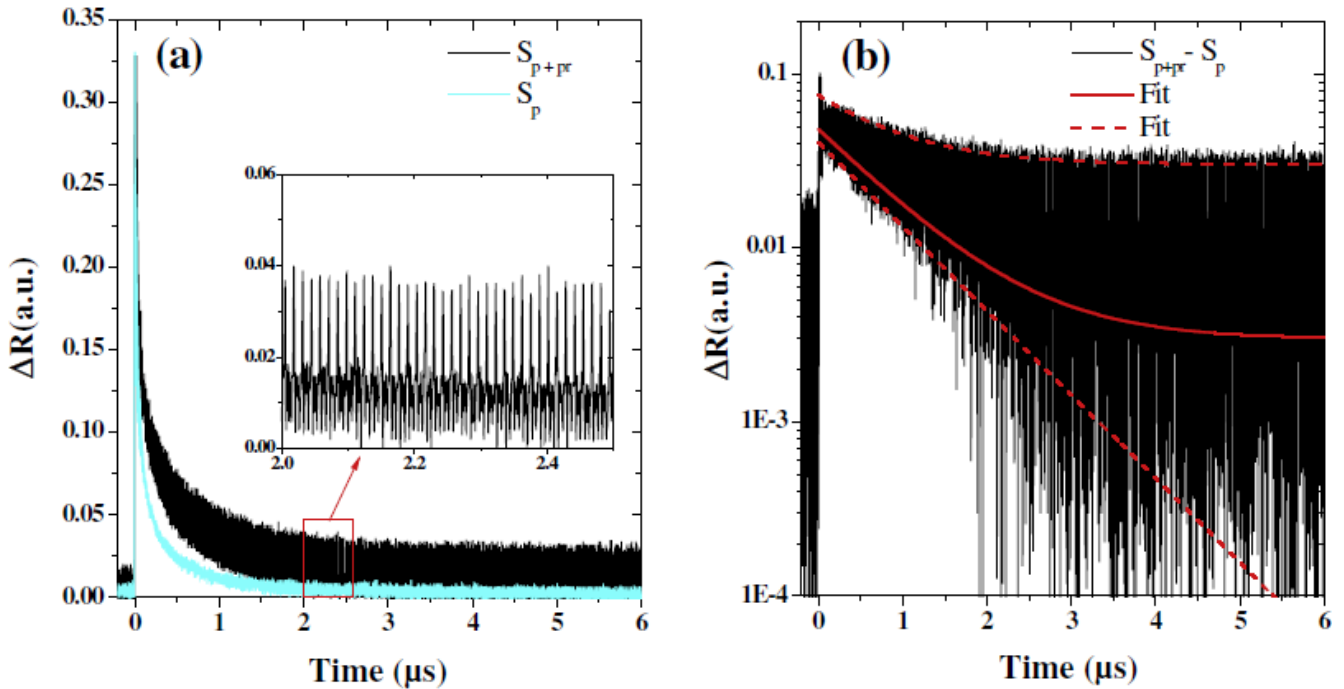 (a)
S_{p+pr}
S_p
ΔR(a.u.)
0.35
0.30
0.25
0.20
0.15
0.10
0.05
0.00
0.06
0.04
0.02
0.00
2.0 2.2 2.4
0 1 2 3 4 5 6
Time (μs)
(b)
S_{p+pr}- S_p
Fit
Fit
ΔR(a.u.)
0.1
0.01
1E-3
1E-4
0 1 2 3 4 5 6
Time (μs)